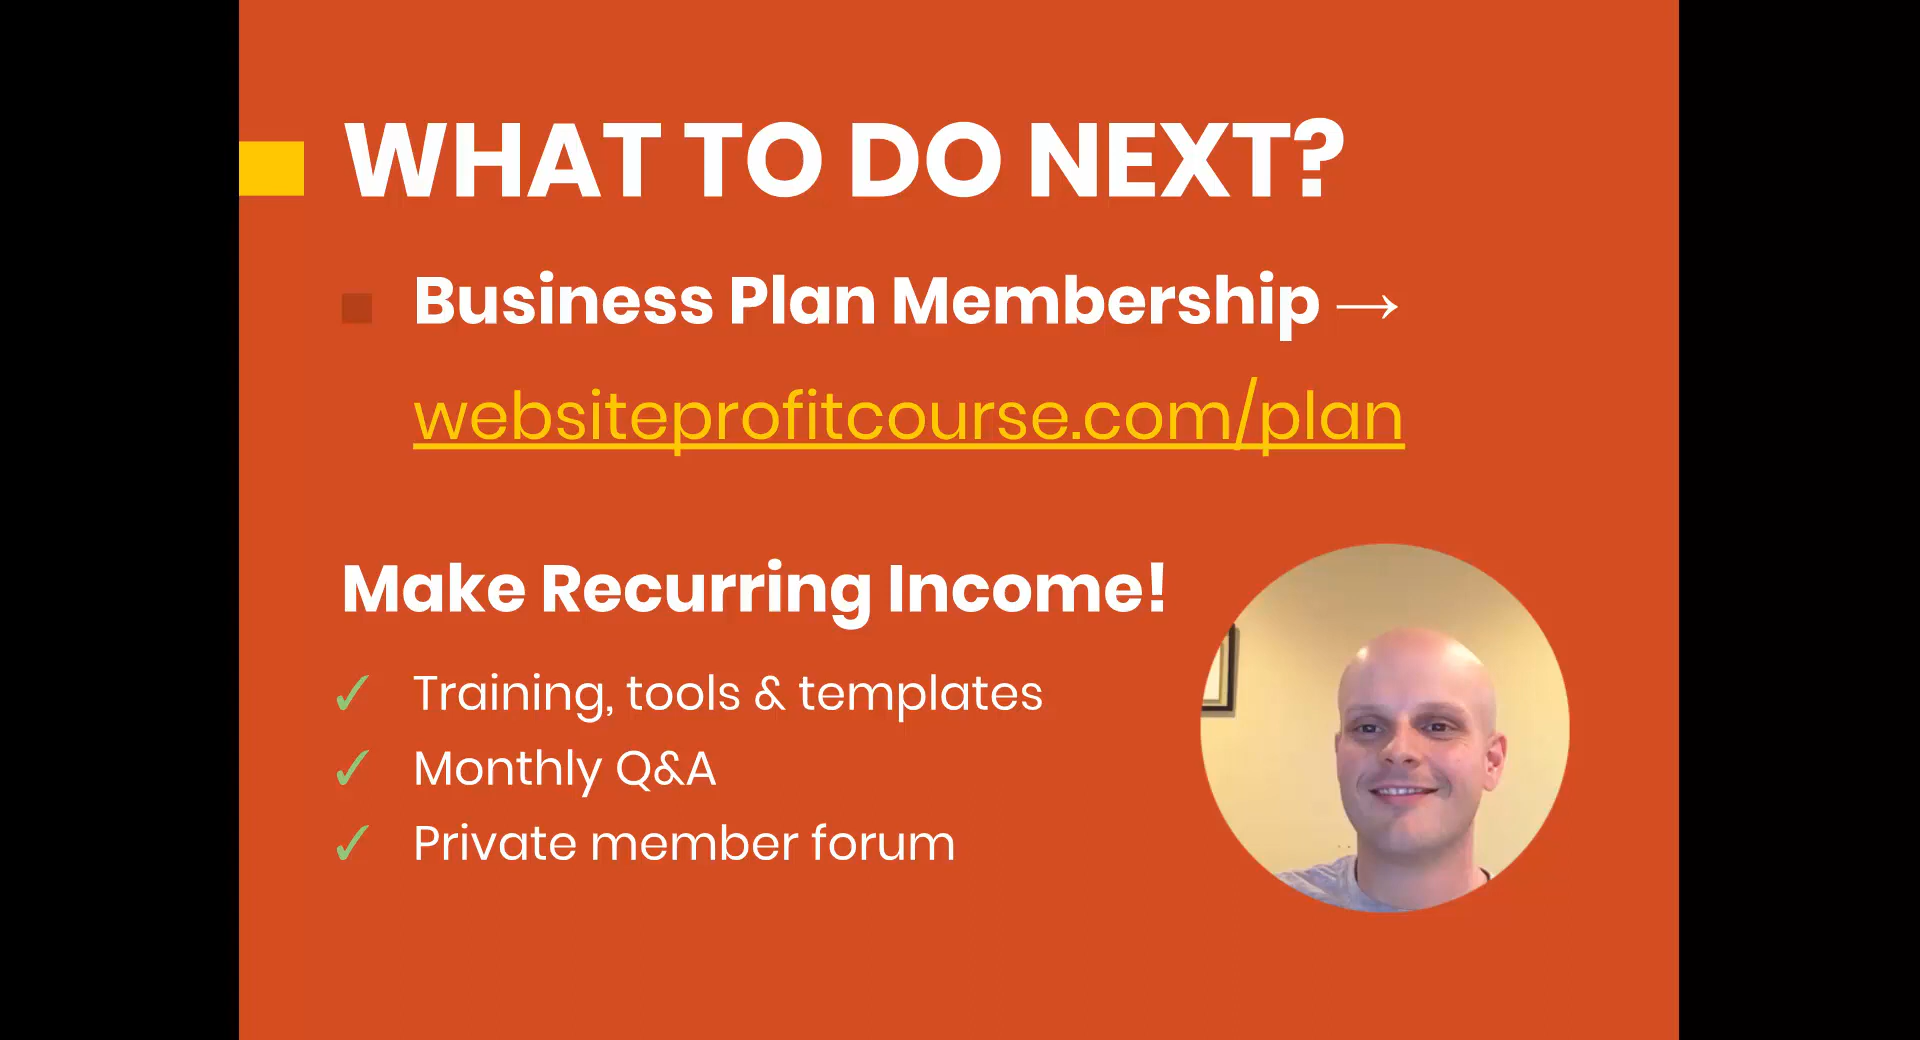 WHAT TO DO NEXT?
Business Plan Membership →
websiteprofitcourse.com/plan
Make Recurring Income!
✓ Training, tools & templates
✓ Monthly Q&A
✓ Private member forum